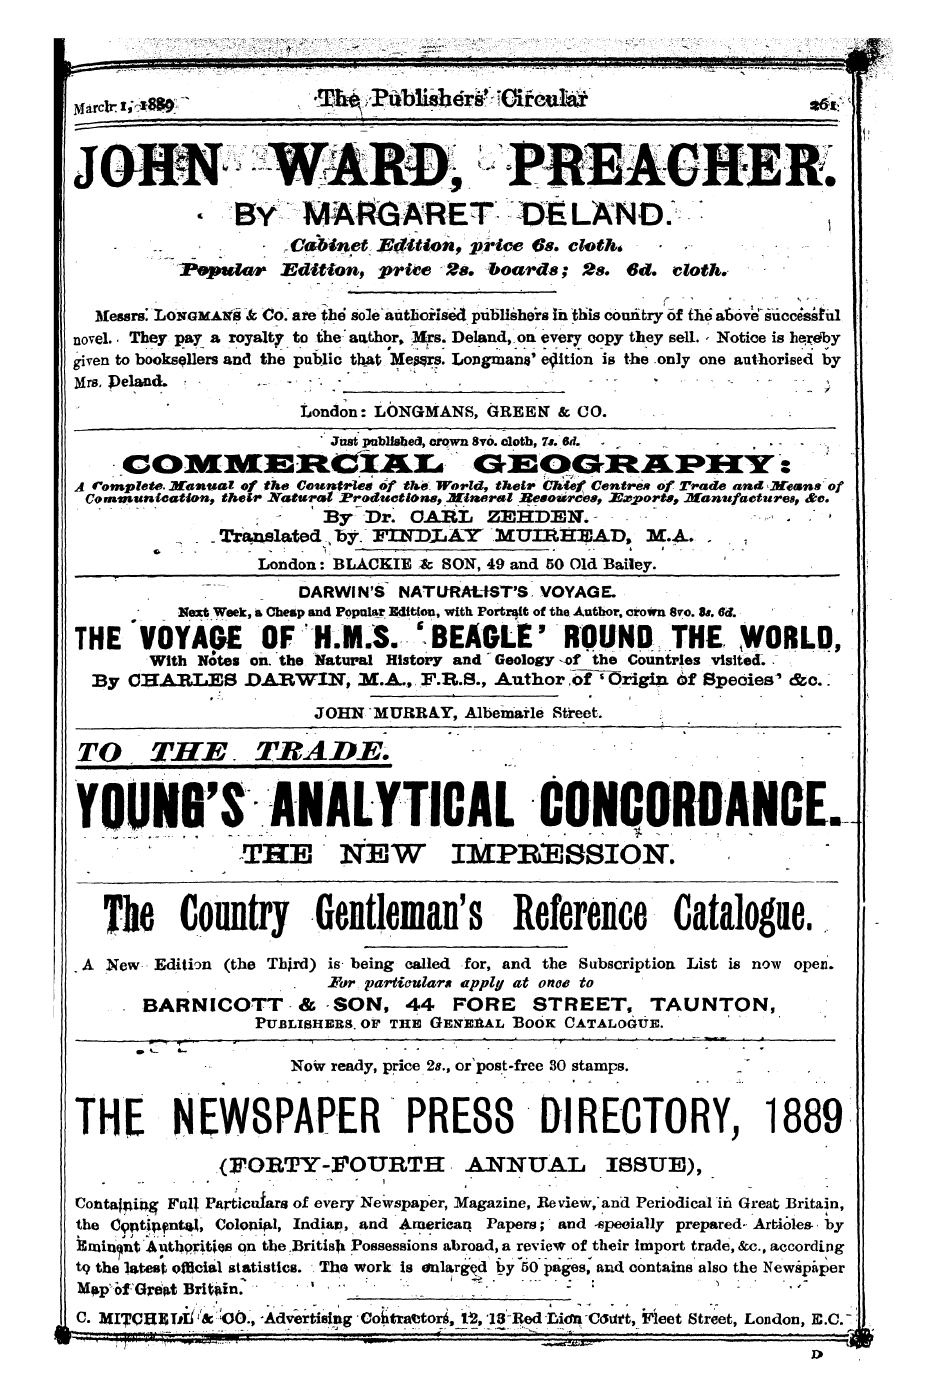 March 1, 1889
The Publishers' Circular
261
JOHN WARD, PREACHER.
BY MARGARET DELAND.
Cabinet Edition, price 6s. cloth.
Popular Edition, price 2s. boards; 2s. 6d. cloth.
Messrs. LONGMANS & Co. are the sole authorised publishers in this country of the above successful
novel. They pay a royalty to the author, Mrs. Deland, on every copy they sell. Notice is hereby
given to booksellers and the public that Messrs. Longmans' edition is the only one authorised by
Mrs. Deland.
London: LONGMANS, GREEN & CO.
Just published, crown 8vo. cloth, 7s. 6d.
COMMERCIAL GEOGRAPHY:
A Complete Manual of the Countries of the World, their Chief Centres of Trade and Means of
Communication, their Natural Productions, Mineral Resources, Exports, Manufactures, &c.
By Dr. CARL ZEHDEN.
Translated by FINDLAY MUIRHEAD, M.A.
London: BLACKIE & SON, 49 and 50 Old Bailey.
DARWIN'S NATURALIST'S VOYAGE.
Next Week, a Cheap and Popular Edition, with Portrait of the Author, crown 8vo. 3s. 6d.
THE VOYAGE OF H.M.S. 'BEAGLE' ROUND THE WORLD,
With Notes on the Natural History and Geology of the Countries visited.
By CHARLES DARWIN, M.A., F.R.S., Author of 'Origin of Species' &c.
JOHN MURRAY, Albemarle Street.
TO THE TRADE.
YOUNG'S ANALYTICAL CONCORDANCE.
THE NEW IMPRESSION.
The Country Gentleman's Reference Catalogue.
A New Edition (the Third) is being called for, and the Subscription List is now open.
For particulars apply at once to
BARNICOTT & SON, 44 FORE STREET, TAUNTON,
PUBLISHERS OF THE GENERAL BOOK CATALOGUE.
Now ready, price 2s., or post-free 30 stamps.
THE NEWSPAPER PRESS DIRECTORY, 1889
(FORTY-FOURTH ANNUAL ISSUE),
Containing Full Particulars of every Newspaper, Magazine, Review, and Periodical in Great Britain,
the Continental, Colonial, Indian, and American Papers; and specially prepared Articles by
Eminent Authorities on the British Possessions abroad, a review of their import trade, &c., according
to the latest official statistics. The work is enlarged by 50 pages, and contains also the Newspaper
Map of Great Britain.
C. MITCHELL & CO., Advertising Contractors, 12, 13 Red Lion Court, Fleet Street, London, E.C.
D